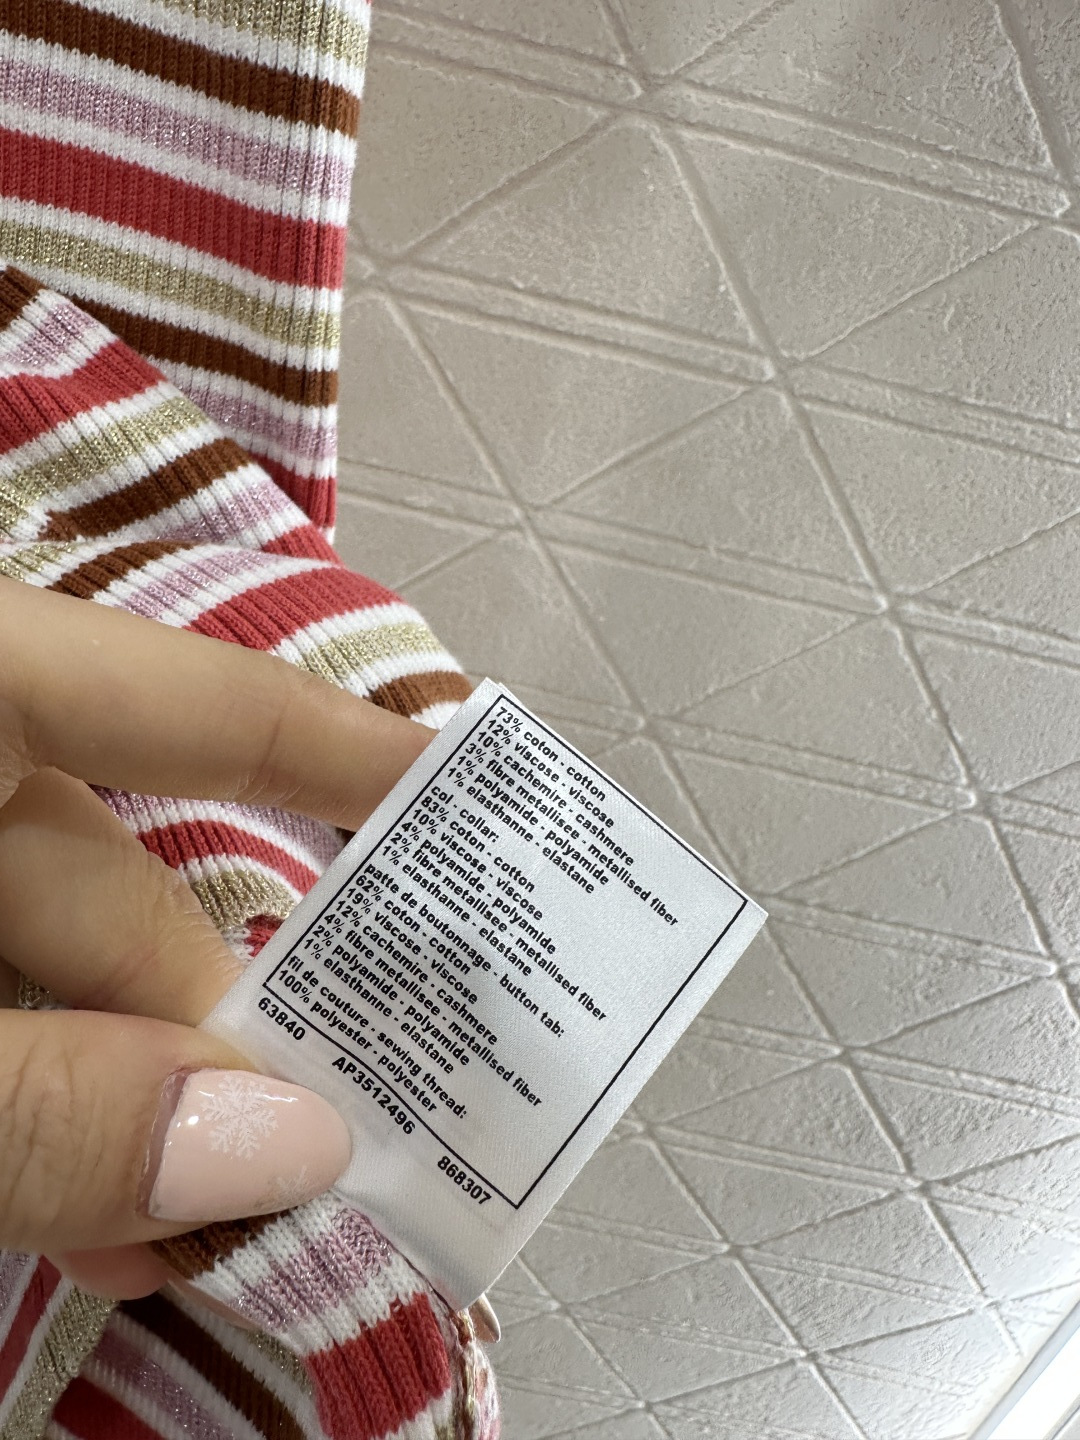 73% coton - cotton
12% viscose - viscose
10% cachemire - cashmere
3% fibre metallisee - metallised fiber
1% polyamide - polyamide
1% elasthanne - elastane
col - collar:
83% coton - cotton
10% viscose - viscose
4% polyamide - polyamide
2% fibre metallisee - metallised fiber
1% elasthanne - elastane
patte de boutonnage - button tab:
62% coton - cotton
19% viscose - viscose
12% cachemire - cashmere
4% fibre metallisee - metallised fiber
2% polyamide - polyamide
1% elasthanne - elastane
fil de couture - sewing thread:
100% polyester - polyester
63840 AP3512496 868307